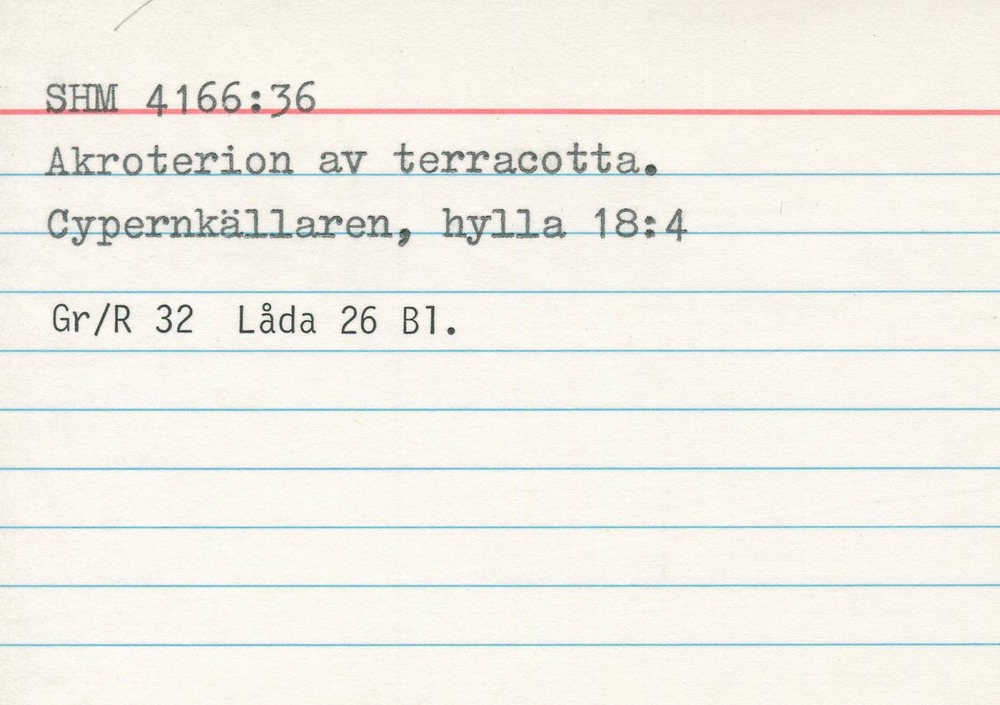 SHM 4166:36
Akroterion av terracotta.
Cypernkällaren, hylla 18:4
Gr/R 32  Låda 26 Bl.